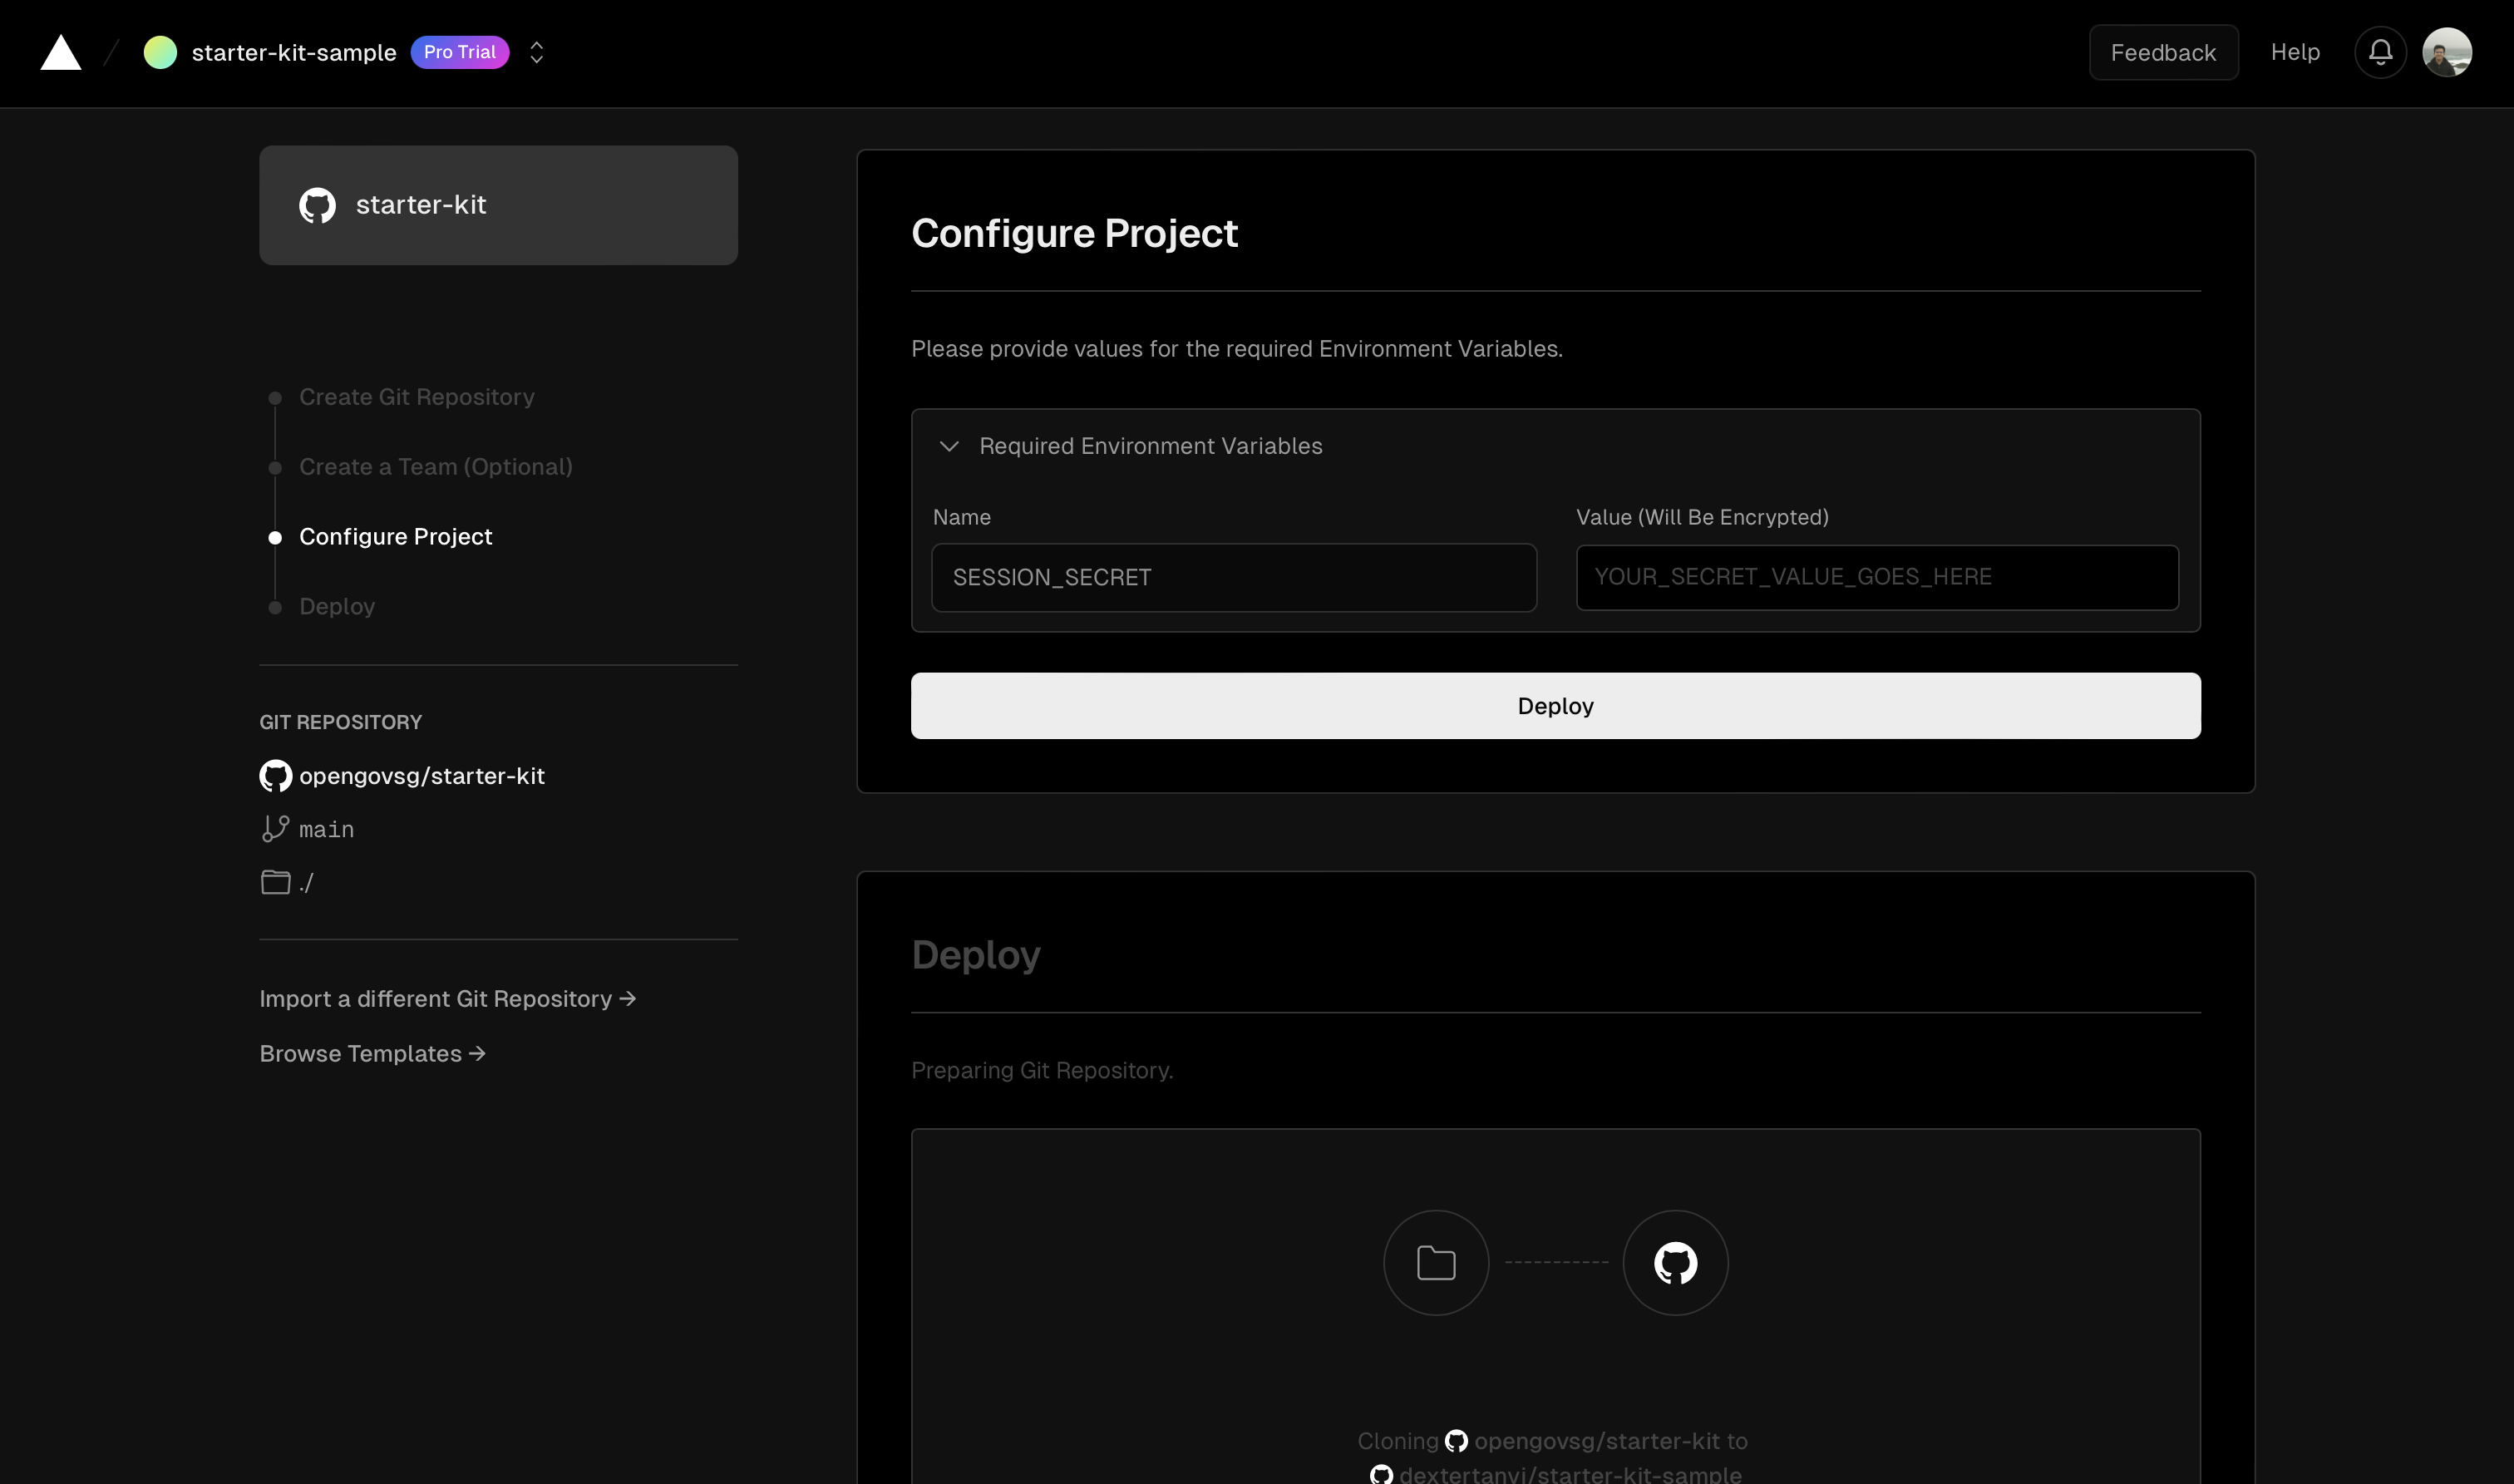 starter-kit-sample Pro Trial
Feedback Help
starter-kit
Create Git Repository
Create a Team (Optional)
Configure Project
Deploy
GIT REPOSITORY
opengovsg/starter-kit
main
./
Import a different Git Repository →
Browse Templates →
Configure Project
Please provide values for the required Environment Variables.
Required Environment Variables
Name Value (Will Be Encrypted)
SESSION_SECRET YOUR_SECRET_VALUE_GOES_HERE
Deploy
Deploy
Preparing Git Repository.
Cloning opengovsg/starter-kit to
dextertanyi/starter-kit-sample